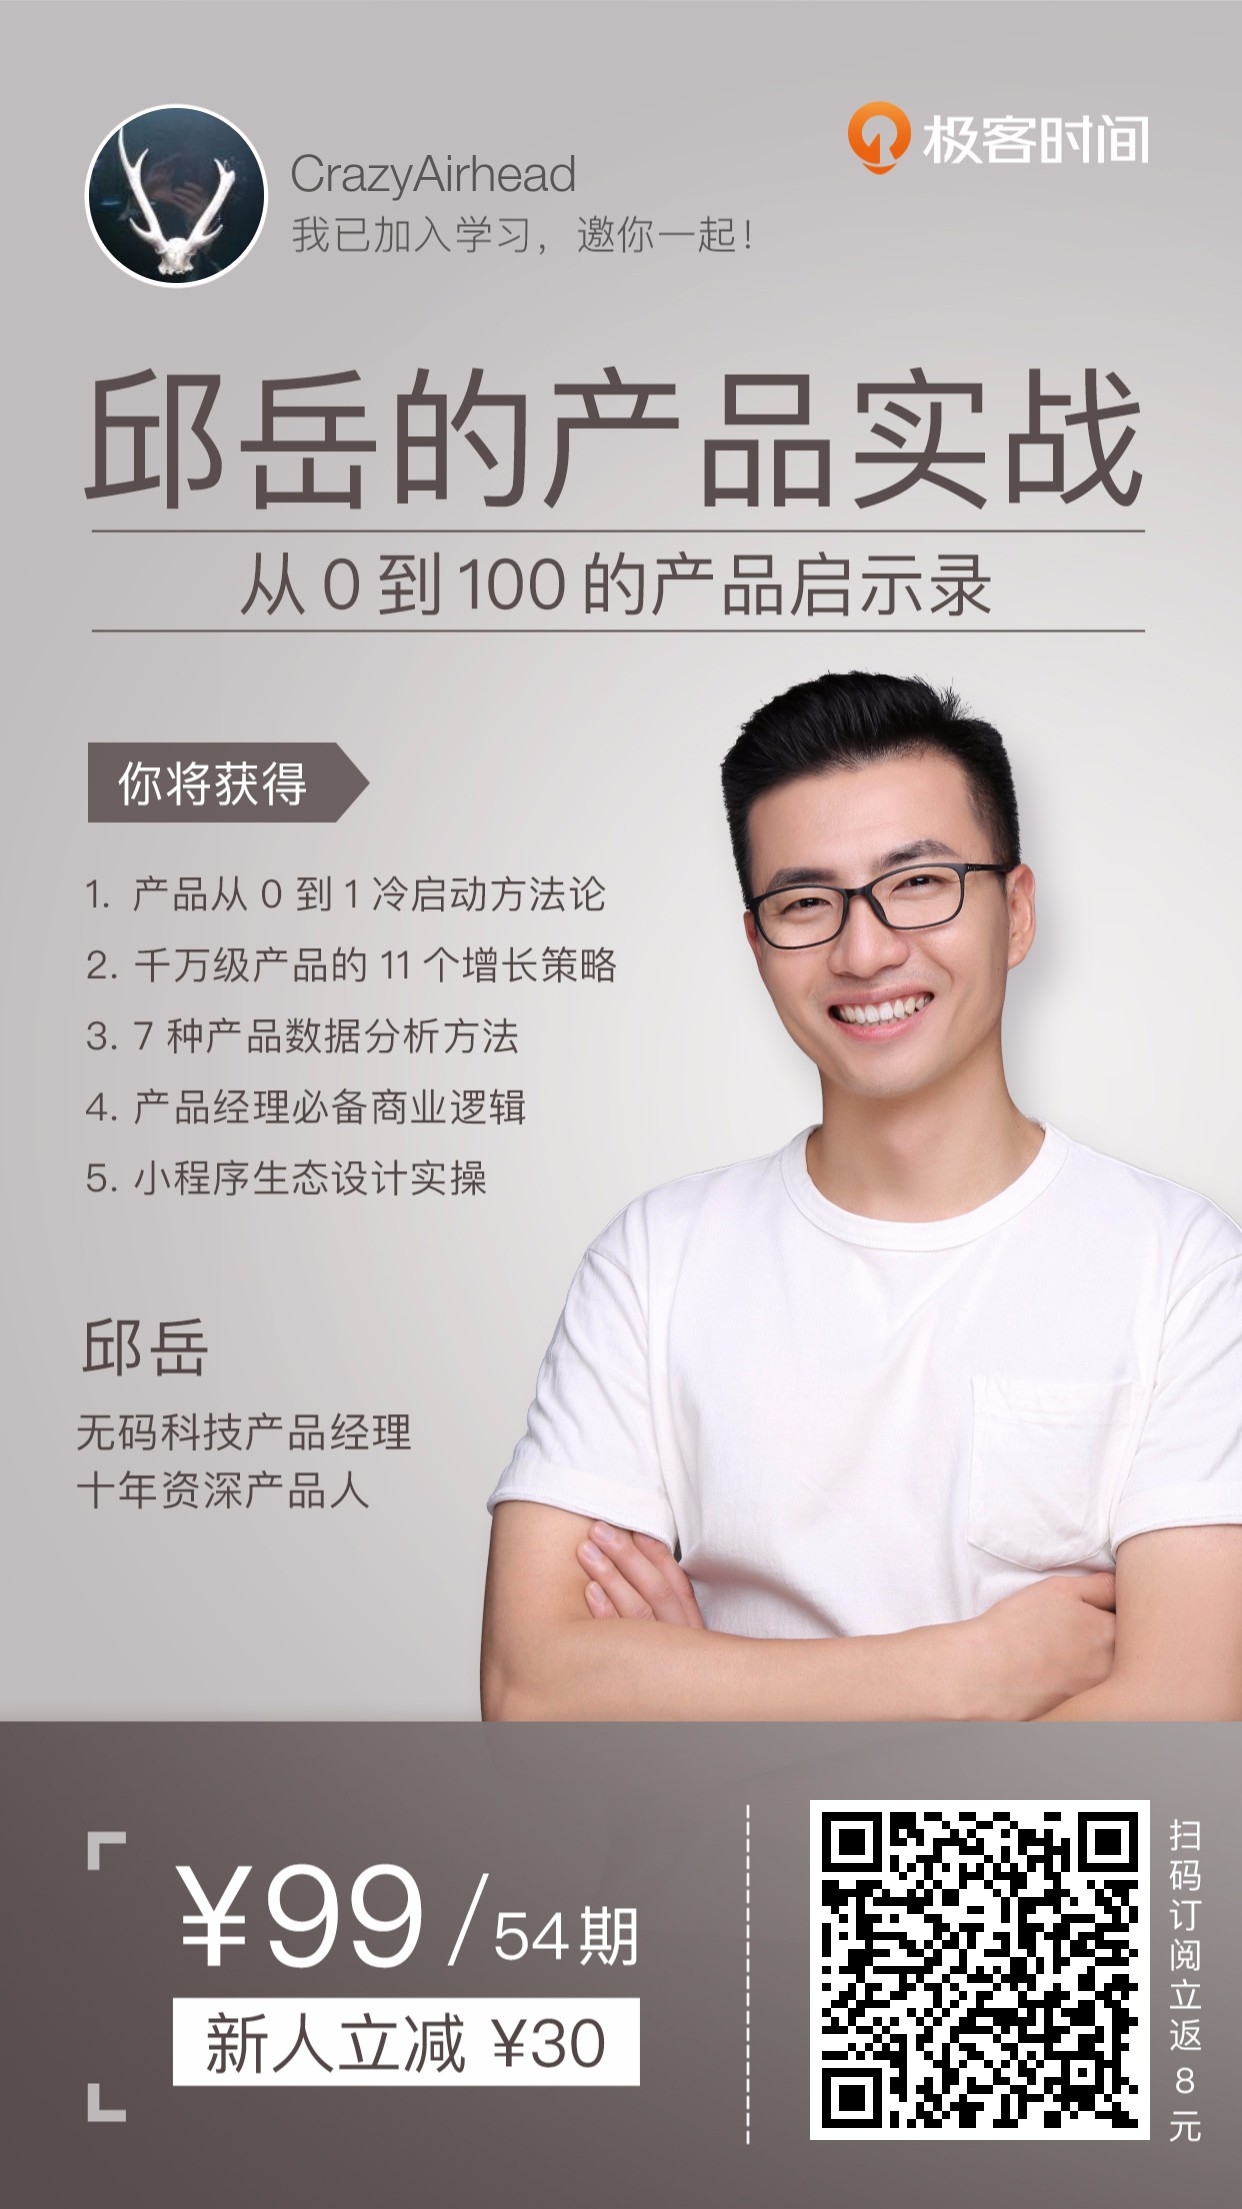 CrazyAirhead
我已加入学习，邀你一起！
极客时间
邱岳的产品实战
从 0 到 100 的产品启示录
你将获得
1. 产品从 0 到 1 冷启动方法论
2. 千万级产品的 11 个增长策略
3. 7 种产品数据分析方法
4. 产品经理必备商业逻辑
5. 小程序生态设计实操
邱岳
无码科技产品经理
十年资深产品人
¥99 / 54 期
新人立减 ¥30
扫码订阅立返 8 元